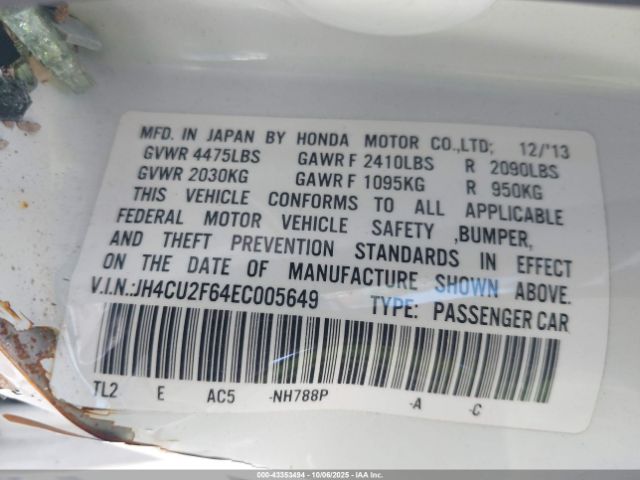 MFD. IN JAPAN BY HONDA MOTOR CO.,LTD; 12/'13
GVWR 4475LBS GAWR F 2410LBS R 2090LBS
GVWR 2030KG GAWR F 1095KG R 950KG
THIS VEHICLE CONFORMS TO ALL APPLICABLE
FEDERAL MOTOR VEHICLE SAFETY ,BUMPER,
AND THEFT PREVENTION STANDARDS IN EFFECT
ON THE DATE OF MANUFACTURE SHOWN ABOVE.
V.I.N.:JH4CU2F64EC005649 TYPE: PASSENGER CAR
TL2 E AC5 -NH788P -A -C
000-43353494 - 10/06/2025 - IAA Inc.